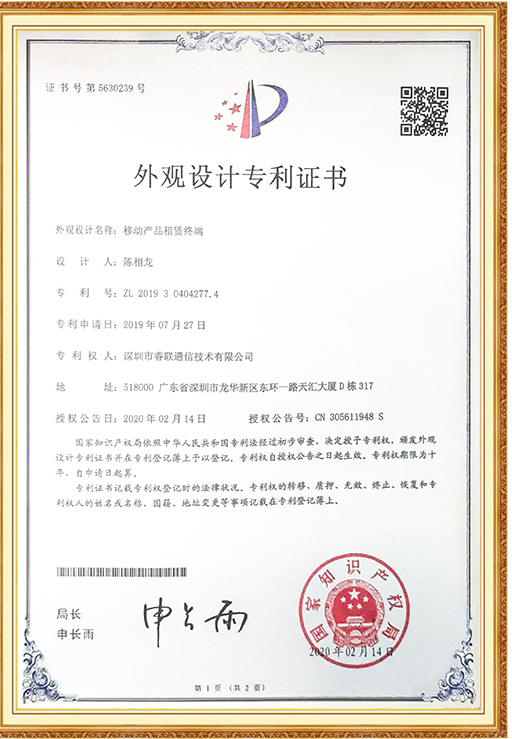 证书号第5630239号
外观设计专利证书
外观设计名称：移动产品租赁终端
设计人：陈相龙
专利号：ZL 2019 3 0404277.4
专利申请日：2019年07月27日
专利权人：深圳市睿联通信技术有限公司
地址：518000 广东省深圳市龙华新区东环一路天汇大厦D栋317
授权公告日：2020年02月14日 授权公告号：CN 305611948 S
国家知识产权局依照中华人民共和国专利法经过初步审查，决定授予专利权，颁发外观
设计专利证书并在专利登记簿上予以登记。专利权自授权公告之日起生效。专利权期限为十
年，自申请日起算。
专利证书记载专利权登记时的法律状况。专利权的转移、质押、无效、终止、恢复和专
利权人的姓名或名称、国籍、地址变更等事项记载在专利登记簿上。
局长
申长雨
申长雨
国家知识产权局
2020年02月14日
第1页（共2页）